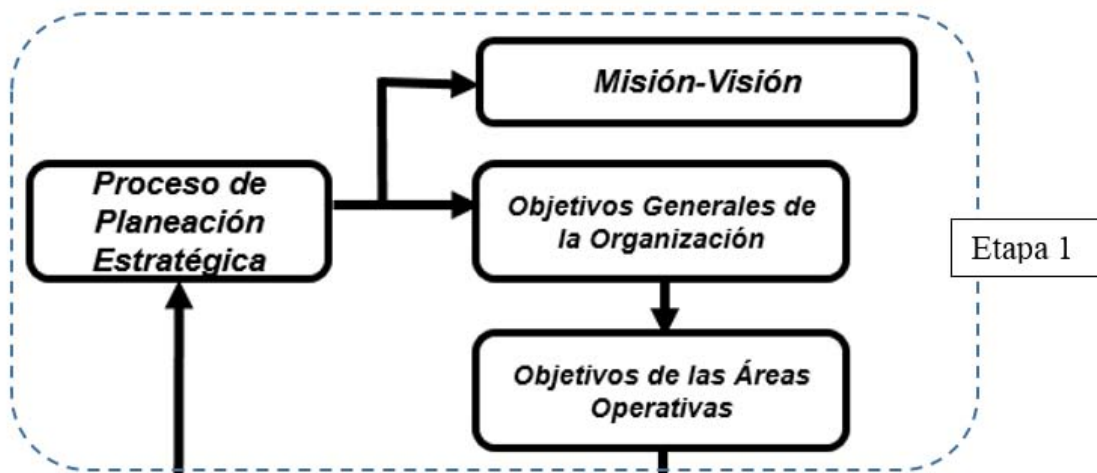 Misión-Visión
Proceso de
Planeación
Estratégica
Objetivos Generales de
la Organización
Etapa 1
Objetivos de las Áreas
Operativas